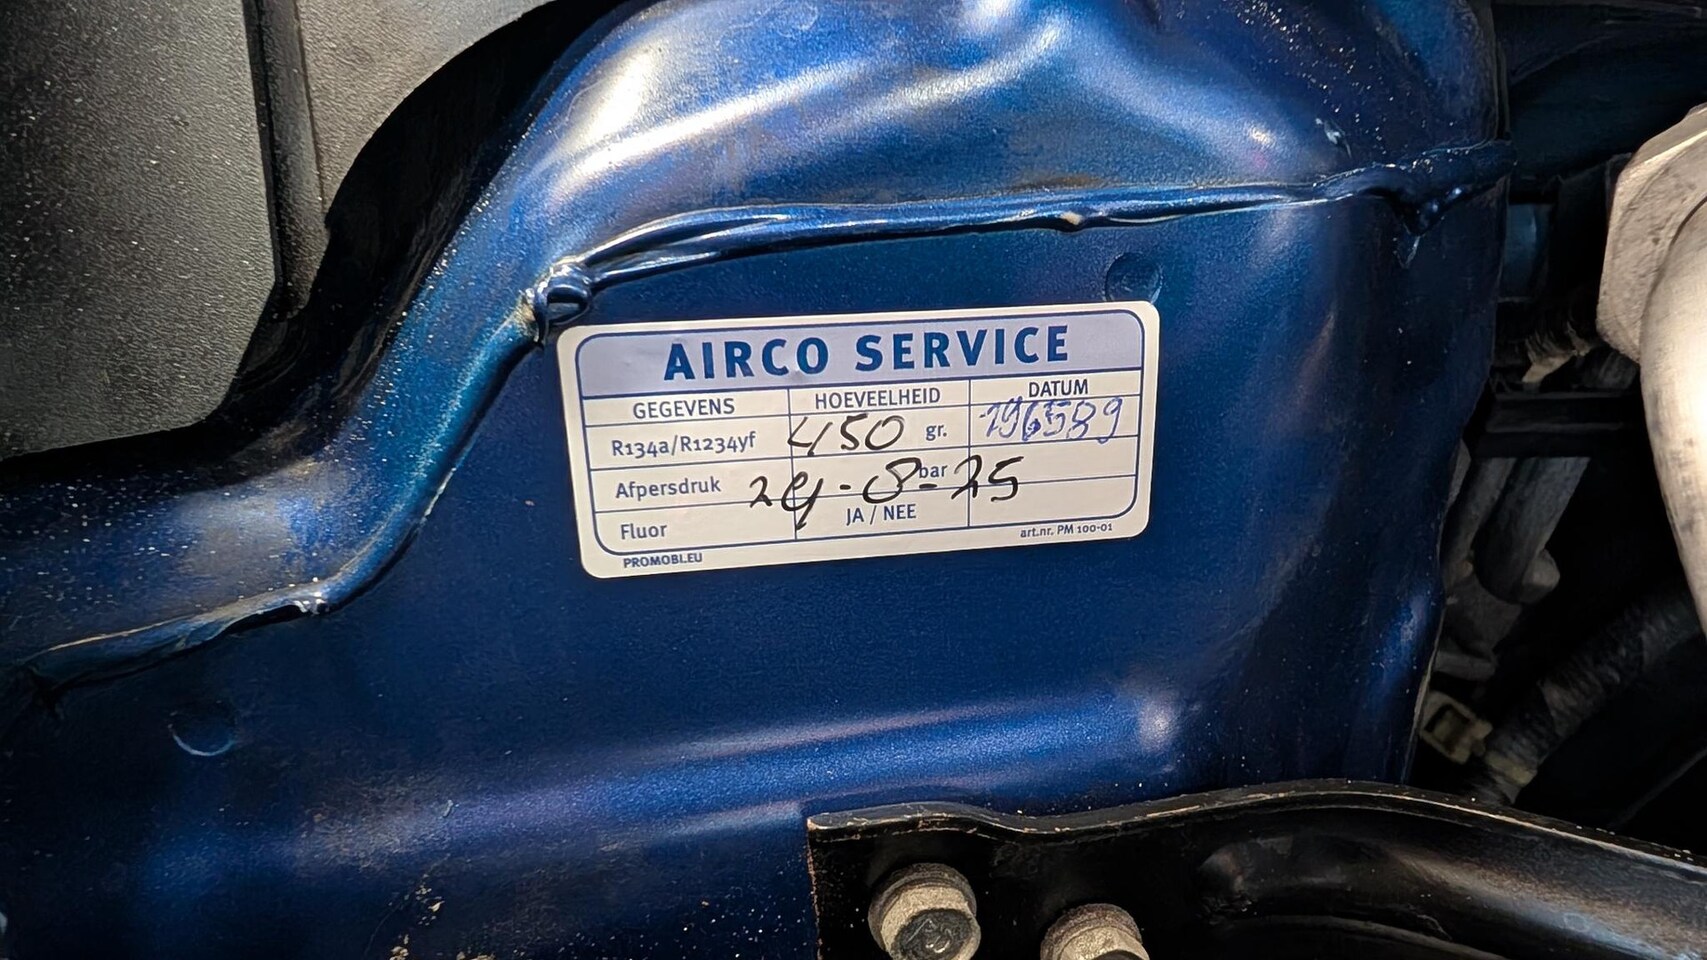 AIRCO SERVICE
GEGEVENS HOEVEELHEID DATUM
R134a/R1234yf 450 gr. 196589
Afpersdruk bar
24-8-25
Fluor JA / NEE
PROMOBI.EU art.nr. PM 100-01